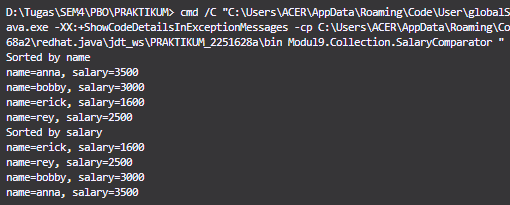 D:\Tugas\SEM4\PBO\PRAKTIKUM> cmd /C "C:\Users\ACER\AppData\Roaming\Code\User\globalS
ava.exe -XX:+ShowCodeDetailsInExceptionMessages -cp C:\Users\ACER\AppData\Roaming\Co
68a2\redhat.java\jdt_ws\PRAKTIKUM_2251628a\bin Modul9.Collection.SalaryComparator "
Sorted by name
name=anna, salary=3500
name=bobby, salary=3000
name=erick, salary=1600
name=rey, salary=2500
Sorted by salary
name=erick, salary=1600
name=rey, salary=2500
name=bobby, salary=3000
name=anna, salary=3500